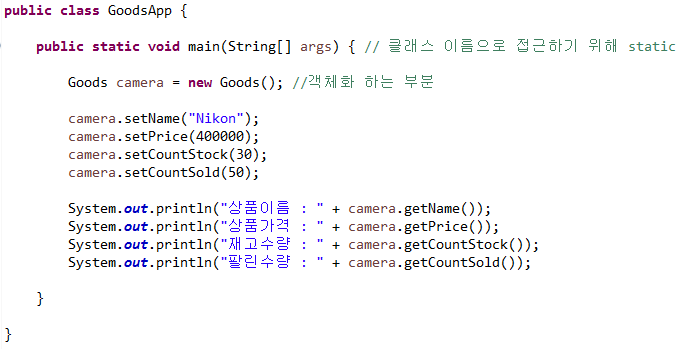 public class GoodsApp {
public static void main(String[] args) { // 클래스 이름으로 접근하기 위해 static
Goods camera = new Goods(); //객체화 하는 부분
camera.setName("Nikon");
camera.setPrice(400000);
camera.setCountStock(30);
camera.setCountSold(50);
System.out.println("상품이름 : " + camera.getName());
System.out.println("상품가격 : " + camera.getPrice());
System.out.println("재고수량 : " + camera.getCountStock());
System.out.println("팔린수량 : " + camera.getCountSold());
}
}